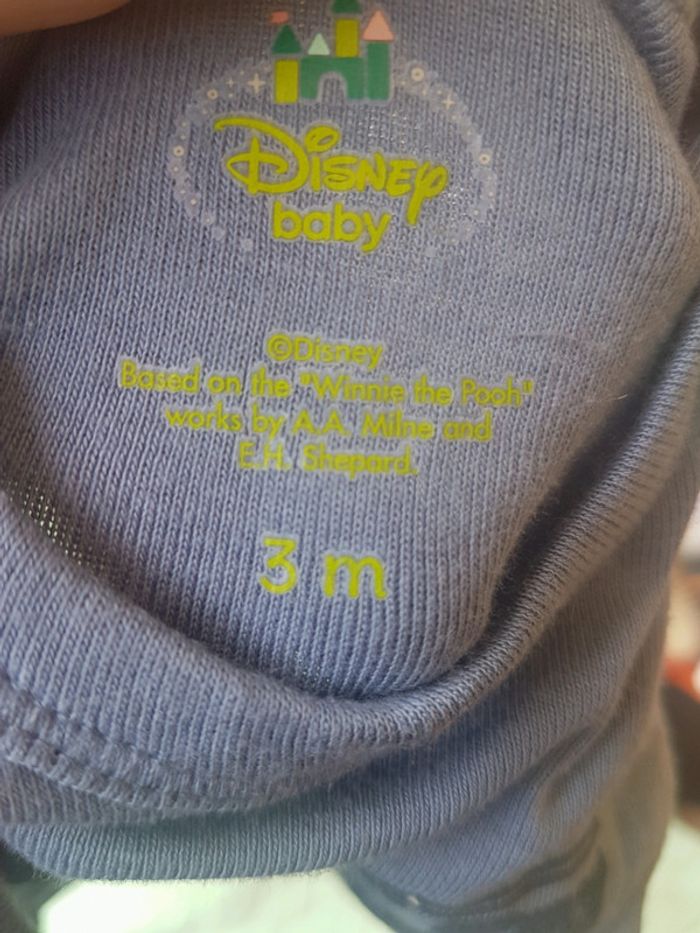 Disney
baby
©Disney
Based on the "Winnie the Pooh"
works by A.A. Milne and
E.H. Shepard.
3 m